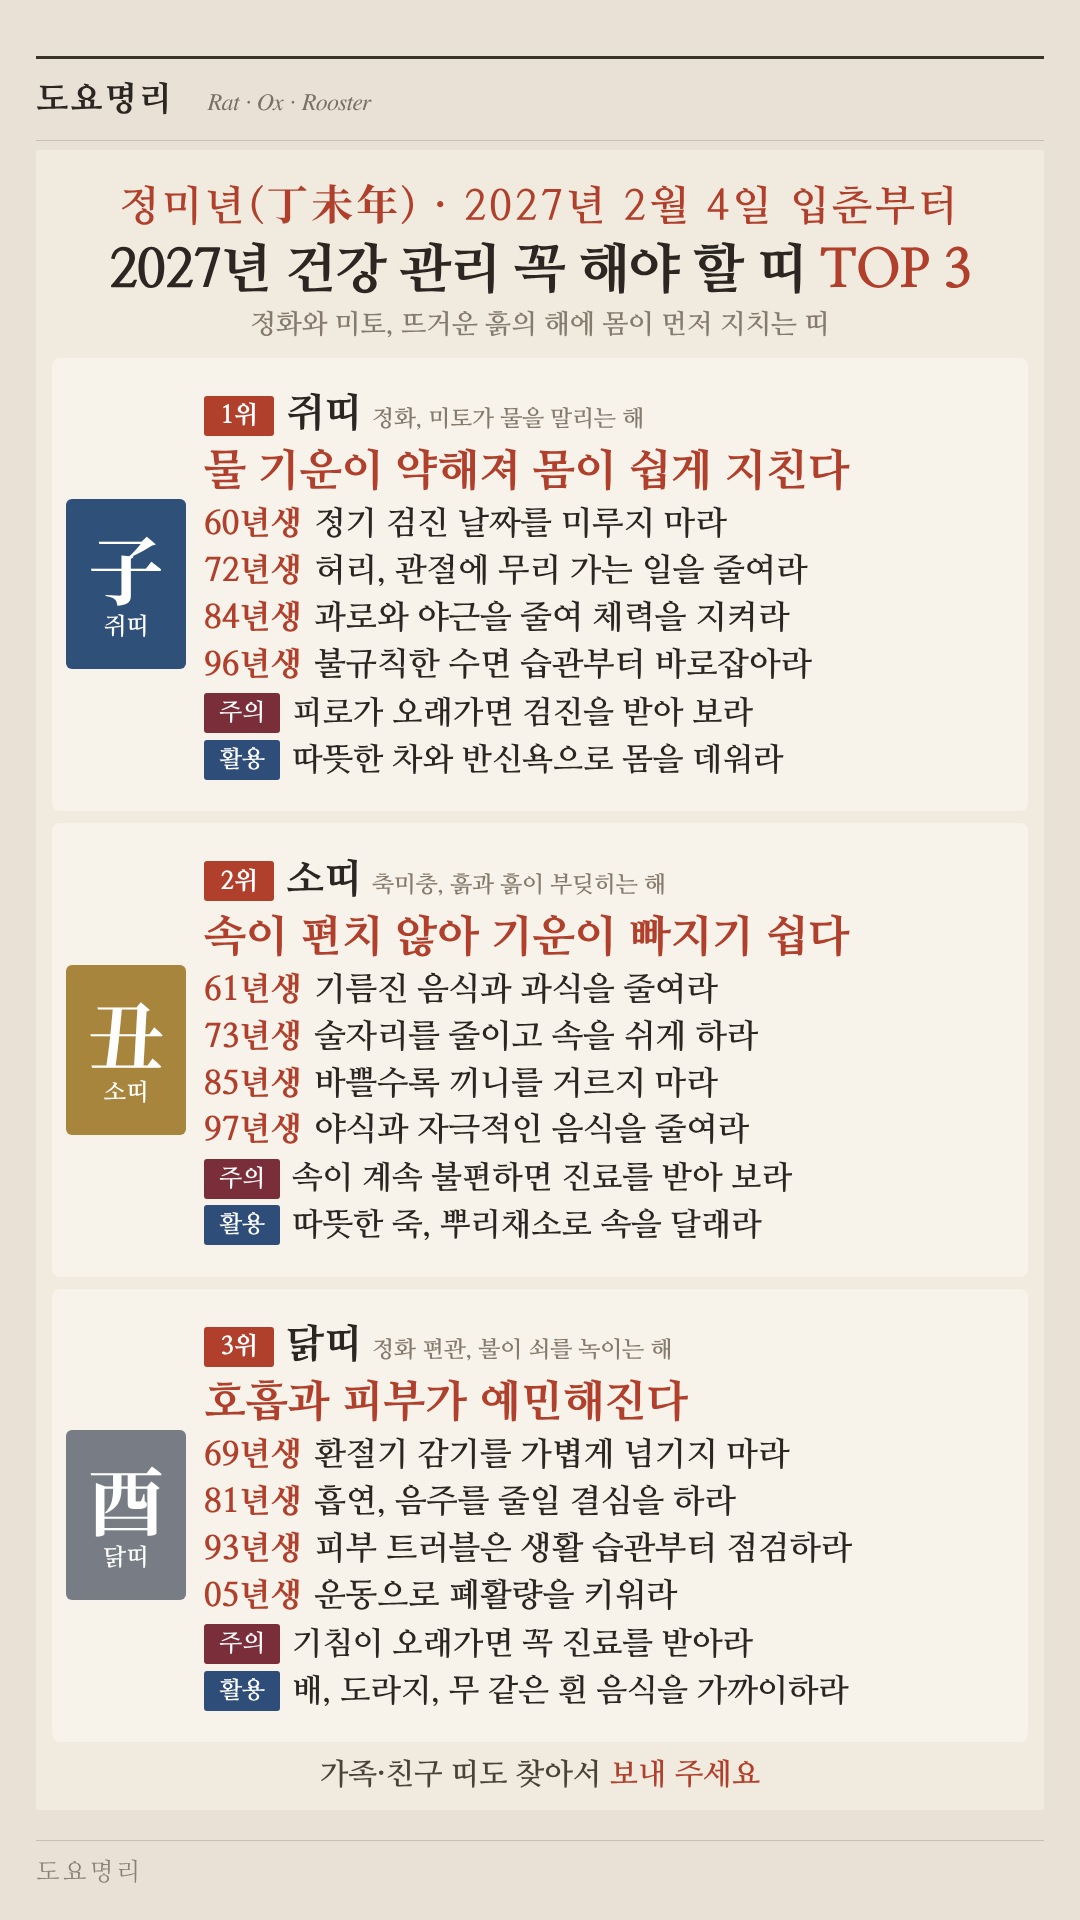 도요명리 Rat · Ox · Rooster
정미년(丁未年) · 2027년 2월 4일 입춘부터
2027년 건강 관리 꼭 해야 할 띠 TOP 3
정화와 미토, 뜨거운 흙의 해에 몸이 먼저 지치는 띠
子
쥐띠
1위 쥐띠 정화, 미토가 물을 말리는 해
물 기운이 약해져 몸이 쉽게 지친다
60년생 정기 검진 날짜를 미루지 마라
72년생 허리, 관절에 무리 가는 일을 줄여라
84년생 과로와 야근을 줄여 체력을 지켜라
96년생 불규칙한 수면 습관부터 바로잡아라
주의 피로가 오래가면 검진을 받아 보라
활용 따뜻한 차와 반신욕으로 몸을 데워라
丑
소띠
2위 소띠 축미충, 흙과 흙이 부딪히는 해
속이 편치 않아 기운이 빠지기 쉽다
61년생 기름진 음식과 과식을 줄여라
73년생 술자리를 줄이고 속을 쉬게 하라
85년생 바쁠수록 끼니를 거르지 마라
97년생 야식과 자극적인 음식을 줄여라
주의 속이 계속 불편하면 진료를 받아 보라
활용 따뜻한 죽, 뿌리채소로 속을 달래라
酉
닭띠
3위 닭띠 정화 편관, 불이 쇠를 녹이는 해
호흡과 피부가 예민해진다
69년생 환절기 감기를 가볍게 넘기지 마라
81년생 흡연, 음주를 줄일 결심을 하라
93년생 피부 트러블은 생활 습관부터 점검하라
05년생 운동으로 폐활량을 키워라
주의 기침이 오래가면 꼭 진료를 받아라
활용 배, 도라지, 무 같은 흰 음식을 가까이하라
가족·친구 띠도 찾아서 보내 주세요
도요명리